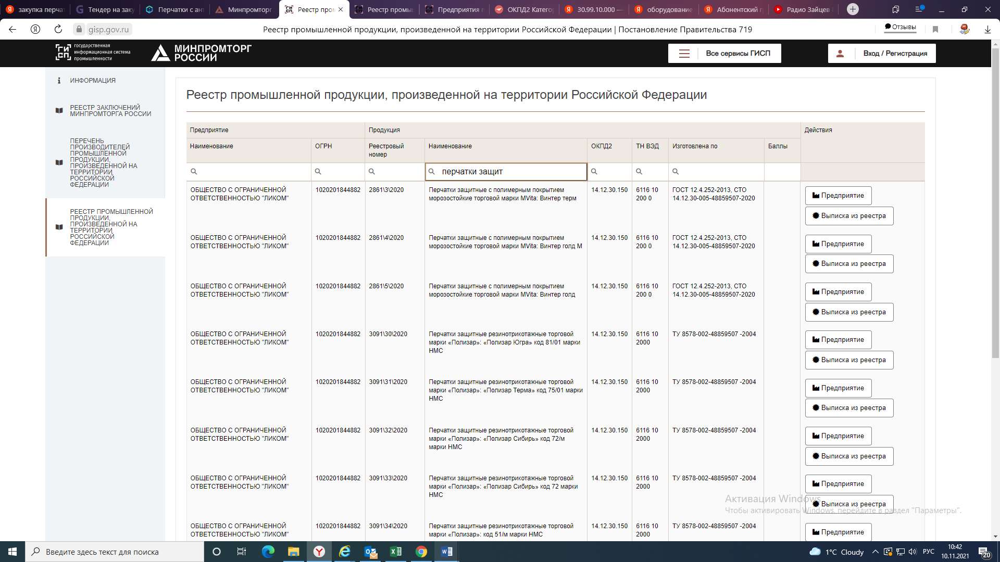 закупка перчат
Тендер на заку
Перчатки с ант
Минпромторг
Реестр пром
Реестр промыш
Предприятия п
ОКПД2 Категор
30.99.10.000 —
оборудование
Абонентский г
Радио Зайцев
gisp.gov.ru
Реестр промышленной продукции, произведенной на территории Российской Федерации | Постановление Правительства 719
Отзывы
государственная
информационная система
промышленности
МИНПРОМТОРГ
РОССИИ
Все сервисы ГИСП
Вход / Регистрация
ИНФОРМАЦИЯ
РЕЕСТР ЗАКЛЮЧЕНИЙ
МИНПРОМТОРГА РОССИИ
ПЕРЕЧЕНЬ
ПРОИЗВОДИТЕЛЕЙ
ПРОМЫШЛЕННОЙ
ПРОДУКЦИИ,
ПРОИЗВЕДЕННОЙ НА
ТЕРРИТОРИИ
РОССИЙСКОЙ
ФЕДЕРАЦИИ
РЕЕСТР ПРОМЫШЛЕННОЙ
ПРОДУКЦИИ,
ПРОИЗВЕДЕННОЙ НА
ТЕРРИТОРИИ
РОССИЙСКОЙ
ФЕДЕРАЦИИ
Реестр промышленной продукции, произведенной на территории Российской Федерации
Предприятие Продукция Действия
Наименование ОГРН Реестровый номер Наименование ОКПД2 ТН ВЭД Изготовлена по Баллы
перчатки защит
ОБЩЕСТВО С ОГРАНИЧЕННОЙ 1020201844882 2861\3\2020 Перчатки защитные с полимерным покрытием 14.12.30.150 6116 10 ГОСТ 12.4.252-2013, СТО
ОТВЕТСТВЕННОСТЬЮ "ЛИКОМ" морозостойкие торговой марки MVita: Винтер терм 200 0 14.12.30-005-48859507-2020
Предприятие
Выписка из реестра
ОБЩЕСТВО С ОГРАНИЧЕННОЙ 1020201844882 2861\4\2020 Перчатки защитные с полимерным покрытием 14.12.30.150 6116 10 ГОСТ 12.4.252-2013, СТО
ОТВЕТСТВЕННОСТЬЮ "ЛИКОМ" морозостойкие торговой марки MVita: Винтер голд М 200 0 14.12.30-005-48859507-2020
Предприятие
Выписка из реестра
ОБЩЕСТВО С ОГРАНИЧЕННОЙ 1020201844882 2861\5\2020 Перчатки защитные с полимерным покрытием 14.12.30.150 6116 10 ГОСТ 12.4.252-2013, СТО
ОТВЕТСТВЕННОСТЬЮ "ЛИКОМ" морозостойкие торговой марки MVita: Винтер голд 200 0 14.12.30-005-48859507-2020
Предприятие
Выписка из реестра
ОБЩЕСТВО С ОГРАНИЧЕННОЙ 1020201844882 3091\30\2020 Перчатки защитные резинотрикотажные торговой 14.12.30.150 6116 10 ТУ 8578-002-48859507 -2004
ОТВЕТСТВЕННОСТЬЮ "ЛИКОМ" марки «Полизар»: «Полизар Югра» код 81/01 марки 2000
НМС
Предприятие
Выписка из реестра
ОБЩЕСТВО С ОГРАНИЧЕННОЙ 1020201844882 3091\31\2020 Перчатки защитные резинотрикотажные торговой 14.12.30.150 6116 10 ТУ 8578-002-48859507 -2004
ОТВЕТСТВЕННОСТЬЮ "ЛИКОМ" марки «Полизар»: «Полизар Терма» код 75/01 марки 2000
НМС
Предприятие
Выписка из реестра
ОБЩЕСТВО С ОГРАНИЧЕННОЙ 1020201844882 3091\32\2020 Перчатки защитные резинотрикотажные торговой 14.12.30.150 6116 10 ТУ 8578-002-48859507 -2004
ОТВЕТСТВЕННОСТЬЮ "ЛИКОМ" марки «Полизар»: «Полизар Сибирь» код 72/м 2000
марки НМС
Предприятие
Выписка из реестра
ОБЩЕСТВО С ОГРАНИЧЕННОЙ 1020201844882 3091\33\2020 Перчатки защитные резинотрикотажные торговой 14.12.30.150 6116 10 ТУ 8578-002-48859507 -2004
ОТВЕТСТВЕННОСТЬЮ "ЛИКОМ" марки «Полизар»: «Полизар Сибирь» код 72 марки 2000
НМС
Предприятие
Выписка из реестра
ОБЩЕСТВО С ОГРАНИЧЕННОЙ 1020201844882 3091\34\2020 Перчатки защитные резинотрикотажные торговой 14.12.30.150 6116 10 ТУ 8578-002-48859507 -2004
ОТВЕТСТВЕННОСТЬЮ "ЛИКОМ" марки «Полизар»: код 51/м марки НМС 2000
Предприятие
Активация Windows
Чтобы активировать Windows, перейдите в раздел "Параметры".
Введите здесь текст для поиска
1°C Cloudy
РУС
10:42
10.11.2021
20